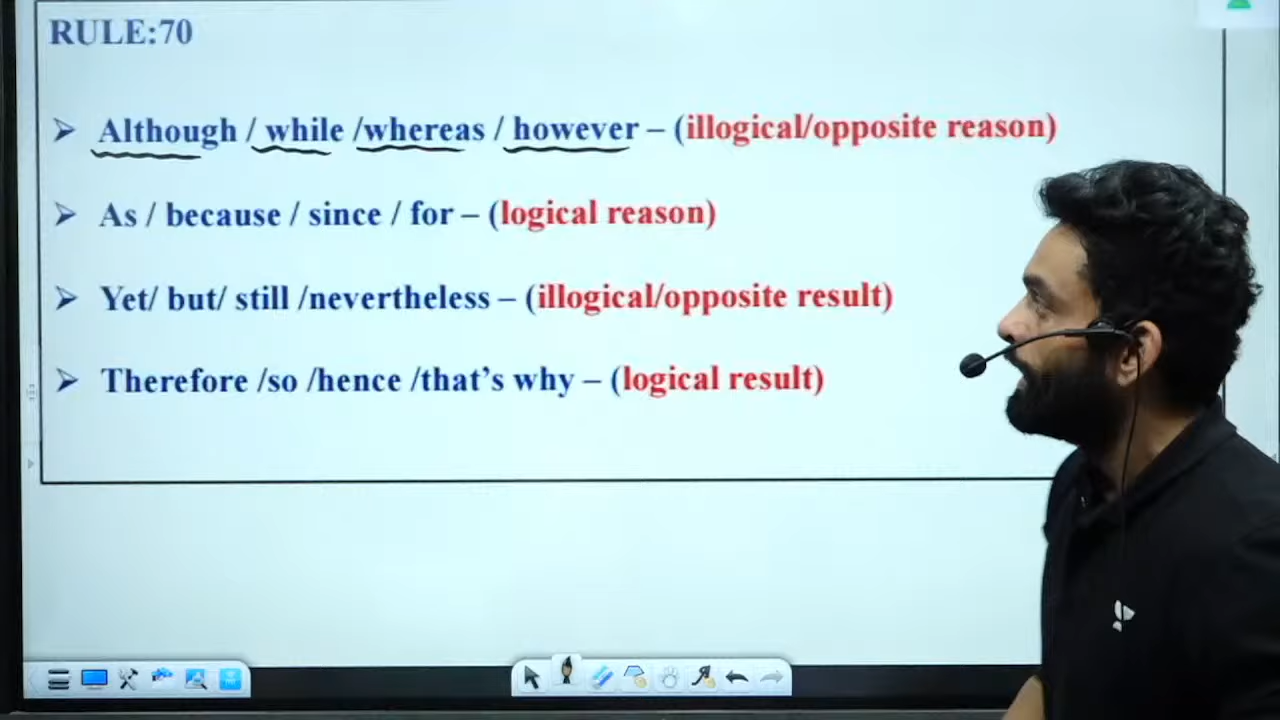 RULE:70
➢ Although / while /whereas / however – (illogical/opposite reason)
➢ As / because / since / for – (logical reason)
➢ Yet/ but/ still /nevertheless – (illogical/opposite result)
➢ Therefore /so /hence /that’s why – (logical result)